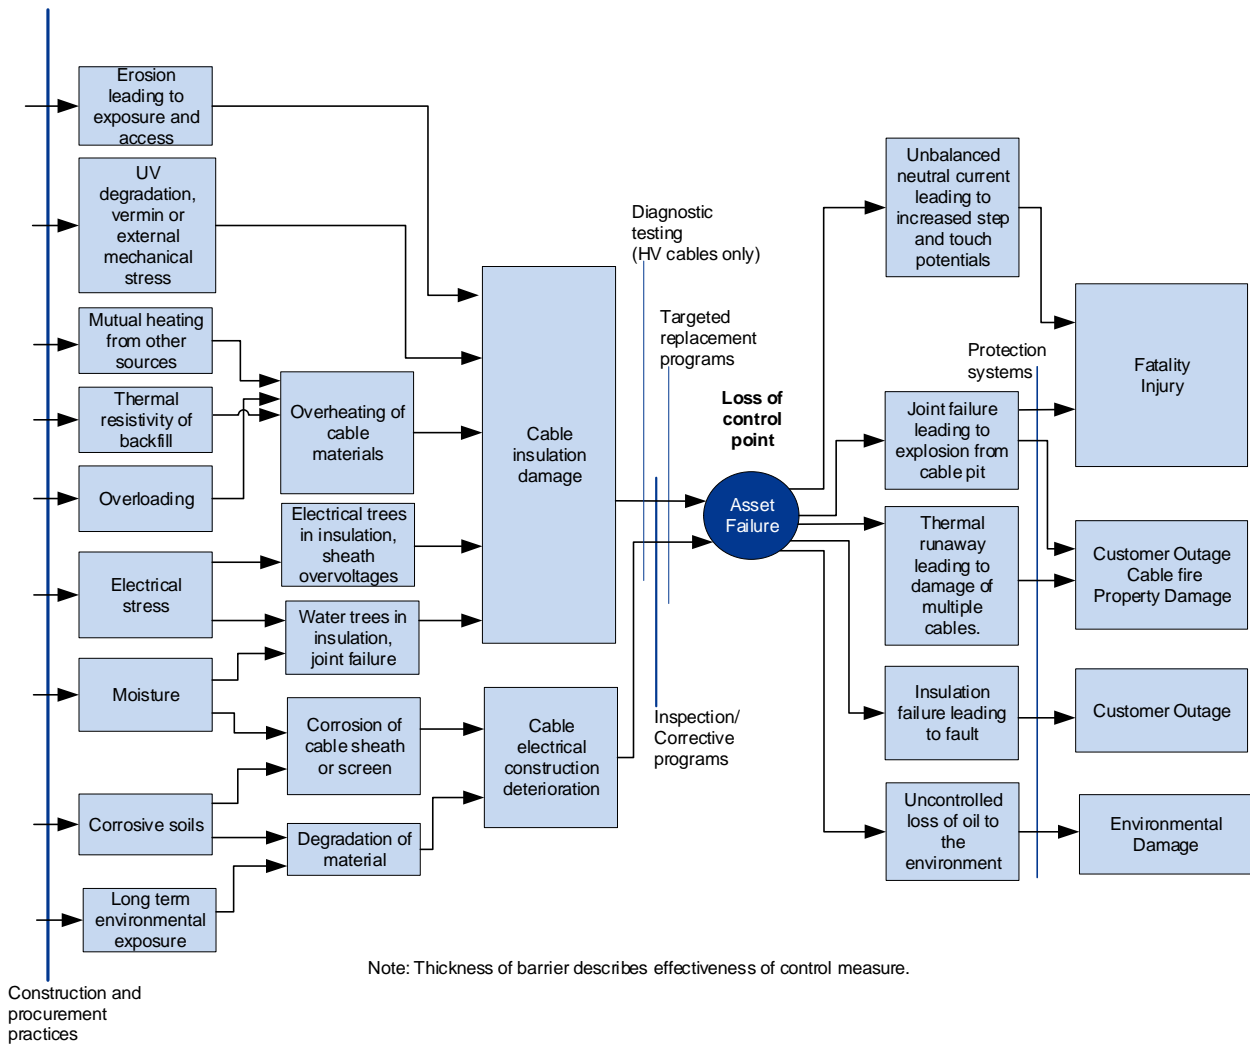 Erosion
leading to
exposure and
access
UV
degradation,
vermin or
external
mechanical
stress
Mutual heating
from other
sources
Thermal
resistivity of
backfill
Overloading
Electrical
stress
Moisture
Corrosive soils
Long term
environmental
exposure
Construction and
procurement
practices
Overheating of
cable
materials
Electrical trees
in insulation,
sheath
overvoltages
Water trees in
insulation,
joint failure
Corrosion of
cable sheath
or screen
Degradation of
material
Cable
insulation
damage
Cable
electrical
construction
deterioration
Diagnostic
testing
(HV cables only)
Targeted
replacement
programs
Inspection/
Corrective
programs
Loss of
control
point
Asset
Failure
Unbalanced
neutral current
leading to
increased step
and touch
potentials
Joint failure
leading to
explosion from
cable pit
Thermal
runaway
leading to
damage of
multiple
cables.
Insulation
failure leading
to fault
Uncontrolled
loss of oil to
the
environment
Protection
systems
Fatality
Injury
Customer Outage
Cable fire
Property Damage
Customer Outage
Environmental
Damage
Note: Thickness of barrier describes effectiveness of control measure.